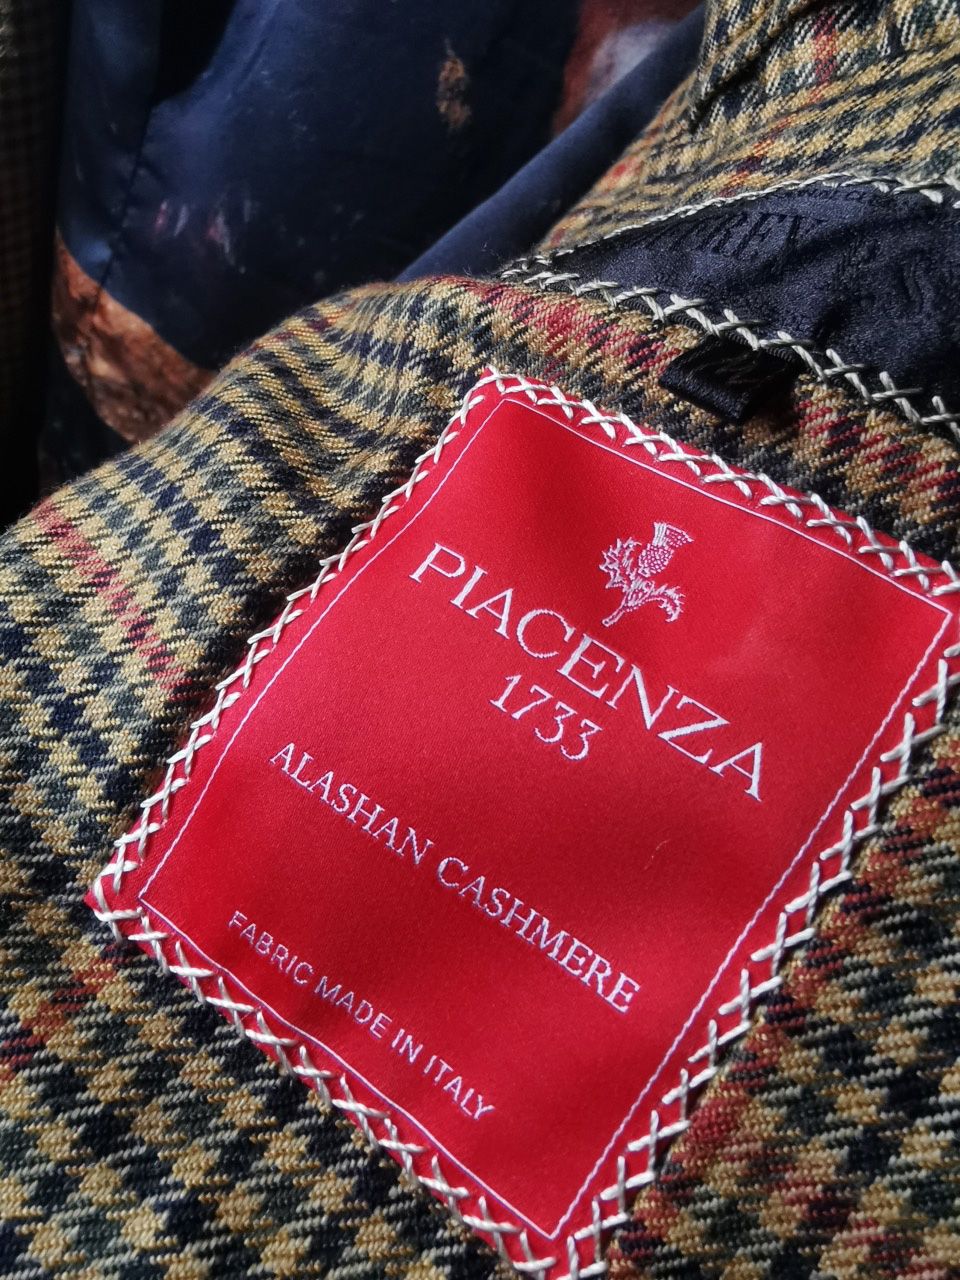 PIACENZA
1733
ALASHAN CASHMERE
FABRIC MADE IN ITALY